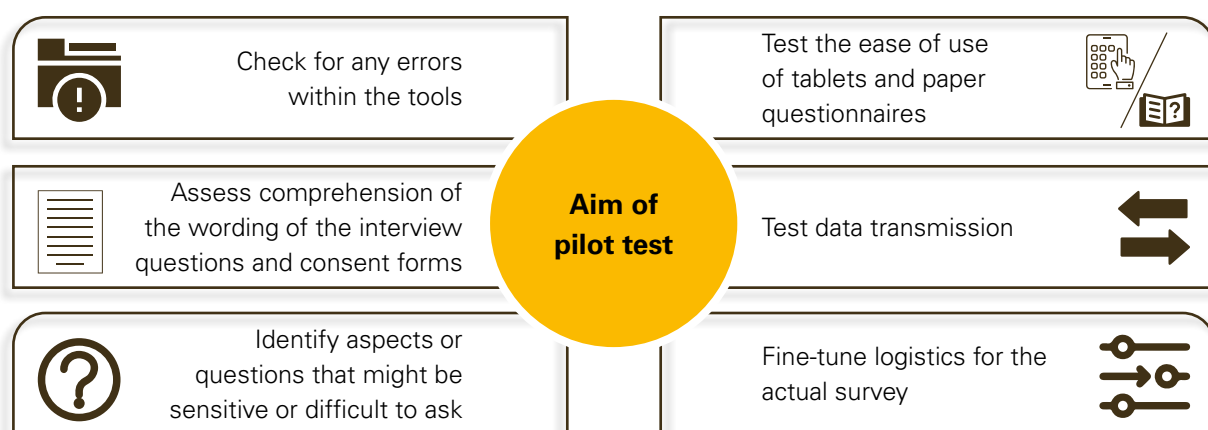 Check for any errors
within the tools
Assess comprehension of
the wording of the interview
questions and consent forms
Identify aspects or
questions that might be
sensitive or difficult to ask
Aim of
pilot test
Test the ease of use
of tablets and paper
questionnaires
Test data transmission
Fine-tune logistics for the
actual survey